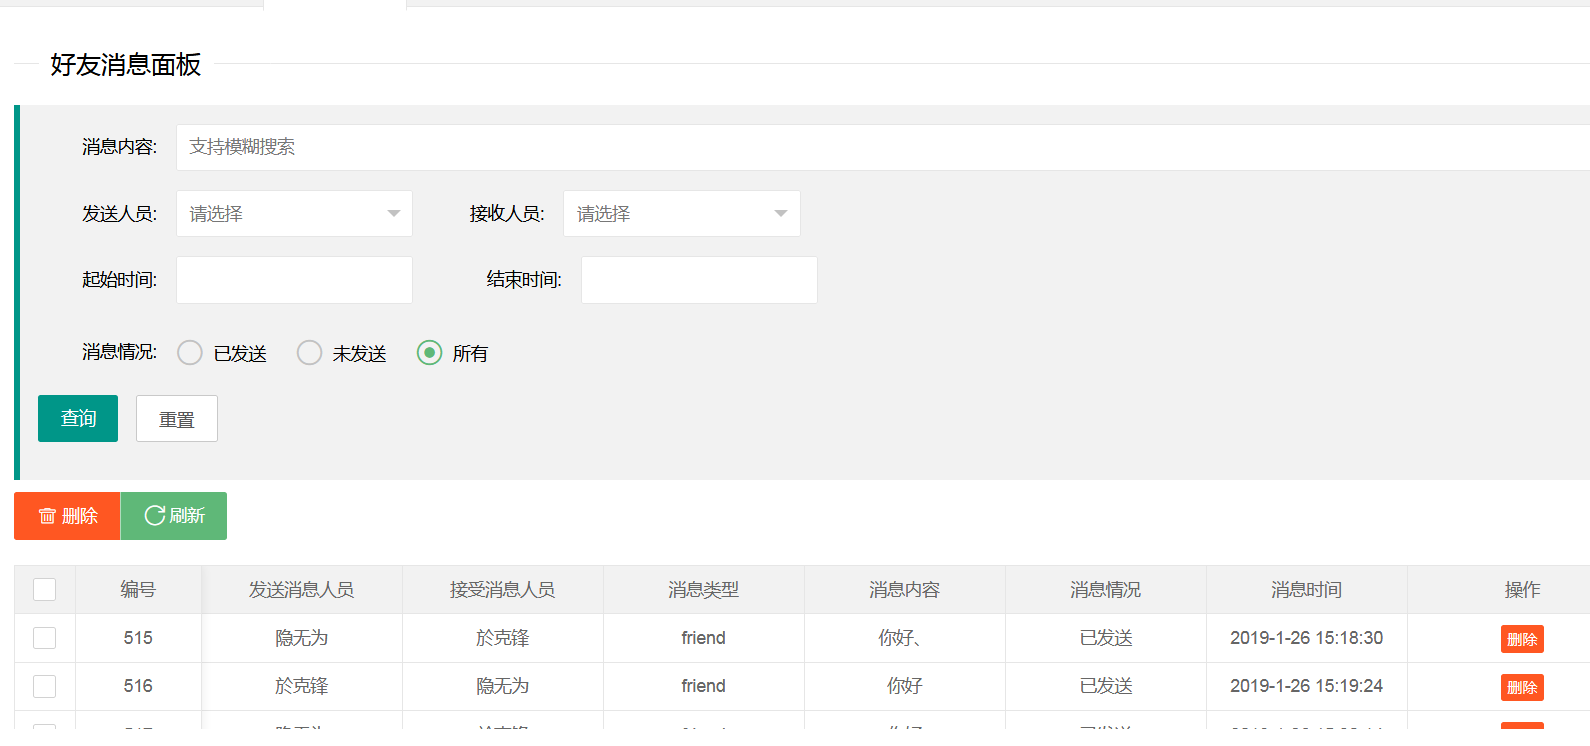 好友消息面板
消息内容: 支持模糊搜索
发送人员: 请选择 接收人员: 请选择
起始时间: 结束时间:
消息情况: 已发送 未发送 所有
查询 重置
删除 刷新
编号 发送消息人员 接受消息人员 消息类型 消息内容 消息情况 消息时间 操作
515 隐无为 於克锋 friend 你好、 已发送 2019-1-26 15:18:30 删除
516 於克锋 隐无为 friend 你好 已发送 2019-1-26 15:19:24 删除